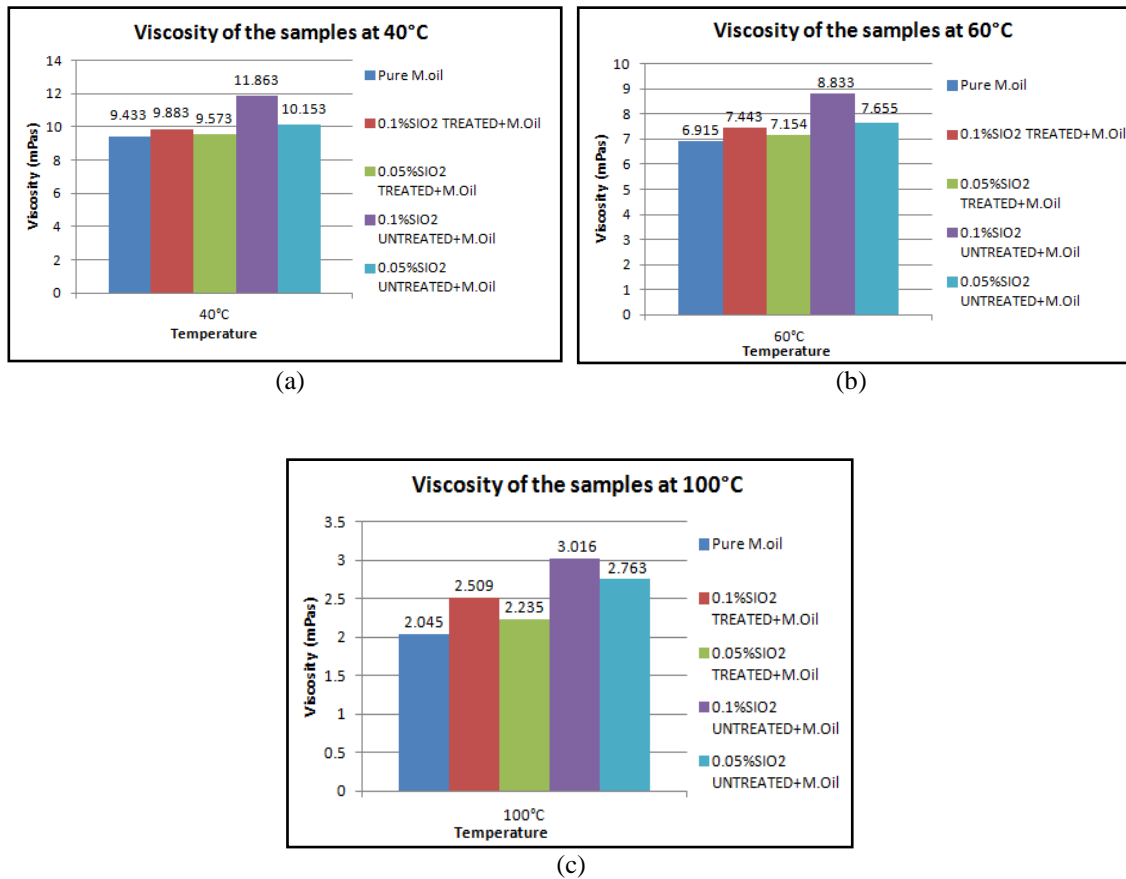 Viscosity of the samples at 40°C
14
12
10
8
6
4
2
0
Viscosity (mPas)
9.433
9.883
9.573
11.863
10.153
40°C
Temperature
Pure M.oil
0.1%SIO2 TREATED+M.Oil
0.05%SIO2
TREATED+M.Oil
0.1%SIO2
UNTREATED+M.Oil
0.05%SIO2
UNTREATED+M.Oil
(a)
Viscosity of the samples at 60°C
10
9
8
7
6
5
4
3
2
1
0
Viscosity (mPas)
6.915
7.443
7.154
8.833
7.655
60°C
Temperature
Pure M.oil
0.1%SIO2 TREATED+M.Oil
0.05%SIO2
TREATED+M.Oil
0.1%SIO2
UNTREATED+M.Oil
0.05%SIO2
UNTREATED+M.Oil
(b)
Viscosity of the samples at 100°C
3.5
3
2.5
2
1.5
1
0.5
0
Viscosity (mPas)
2.045
2.509
2.235
3.016
2.763
100°C
Temperature
Pure M.oil
0.1%SIO2
TREATED+M.Oil
0.05%SIO2
TREATED+M.Oil
0.1%SIO2
UNTREATED+M.Oil
0.05%SIO2
UNTREATED+M.Oil
(c)